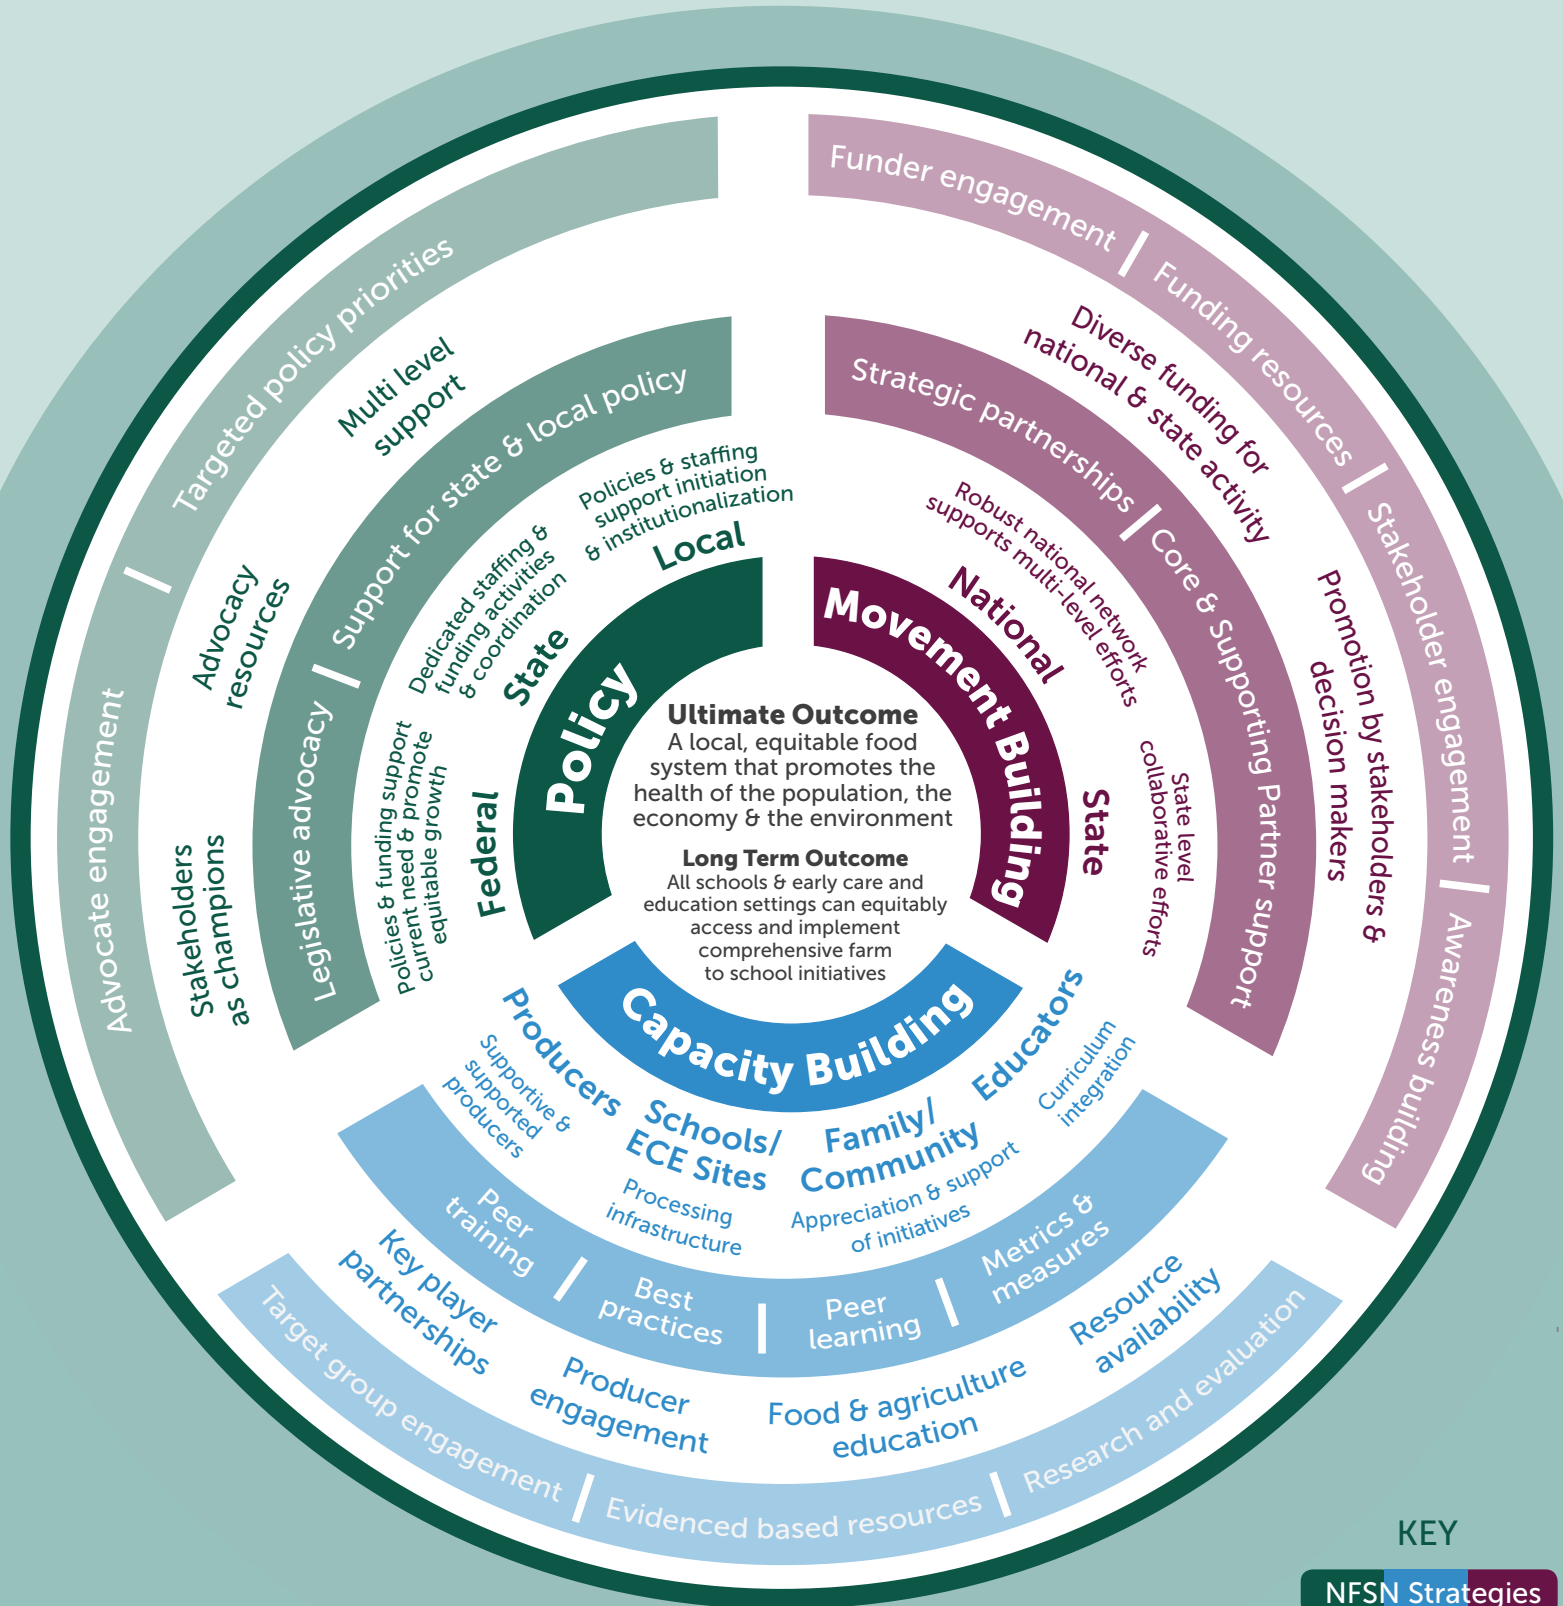 Ultimate Outcome
A local, equitable food
system that promotes the
health of the population, the
economy & the environment
Long Term Outcome
All schools & early care and
education settings can equitably
access and implement
comprehensive farm
to school initiatives
Policy
Federal
Policies & funding support
current need & promote
equitable growth
State
Dedicated staffing &
funding activities
& coordination
Local
Policies & staffing
support initiation
& institutionalization
Legislative advocacy
Support for state & local policy
Stakeholders
as champions
Advocacy
resources
Multi level
support
Advocate engagement
Targeted policy priorities
Movement Building
National
Robust national network
supports multi-level efforts
State
State level
collaborative efforts
Strategic partnerships
Core & Supporting Partner support
Diverse funding for
national & state activity
Promotion by stakeholders &
decision makers
Funder engagement
Funding resources
Stakeholder engagement
Awareness building
Capacity Building
Producers
Supportive &
supported
producers
Schools/
ECE Sites
Processing
infrastructure
Family/
Community
Appreciation & support
of initiatives
Educators
Curriculum
integration
Peer
training
Best
practices
Peer
learning
Metrics &
measures
Key player
partnerships
Producer
engagement
Food & agriculture
education
Resource
availability
Target group engagement
Evidenced based resources
Research and evaluation
KEY
NFSN Strategies